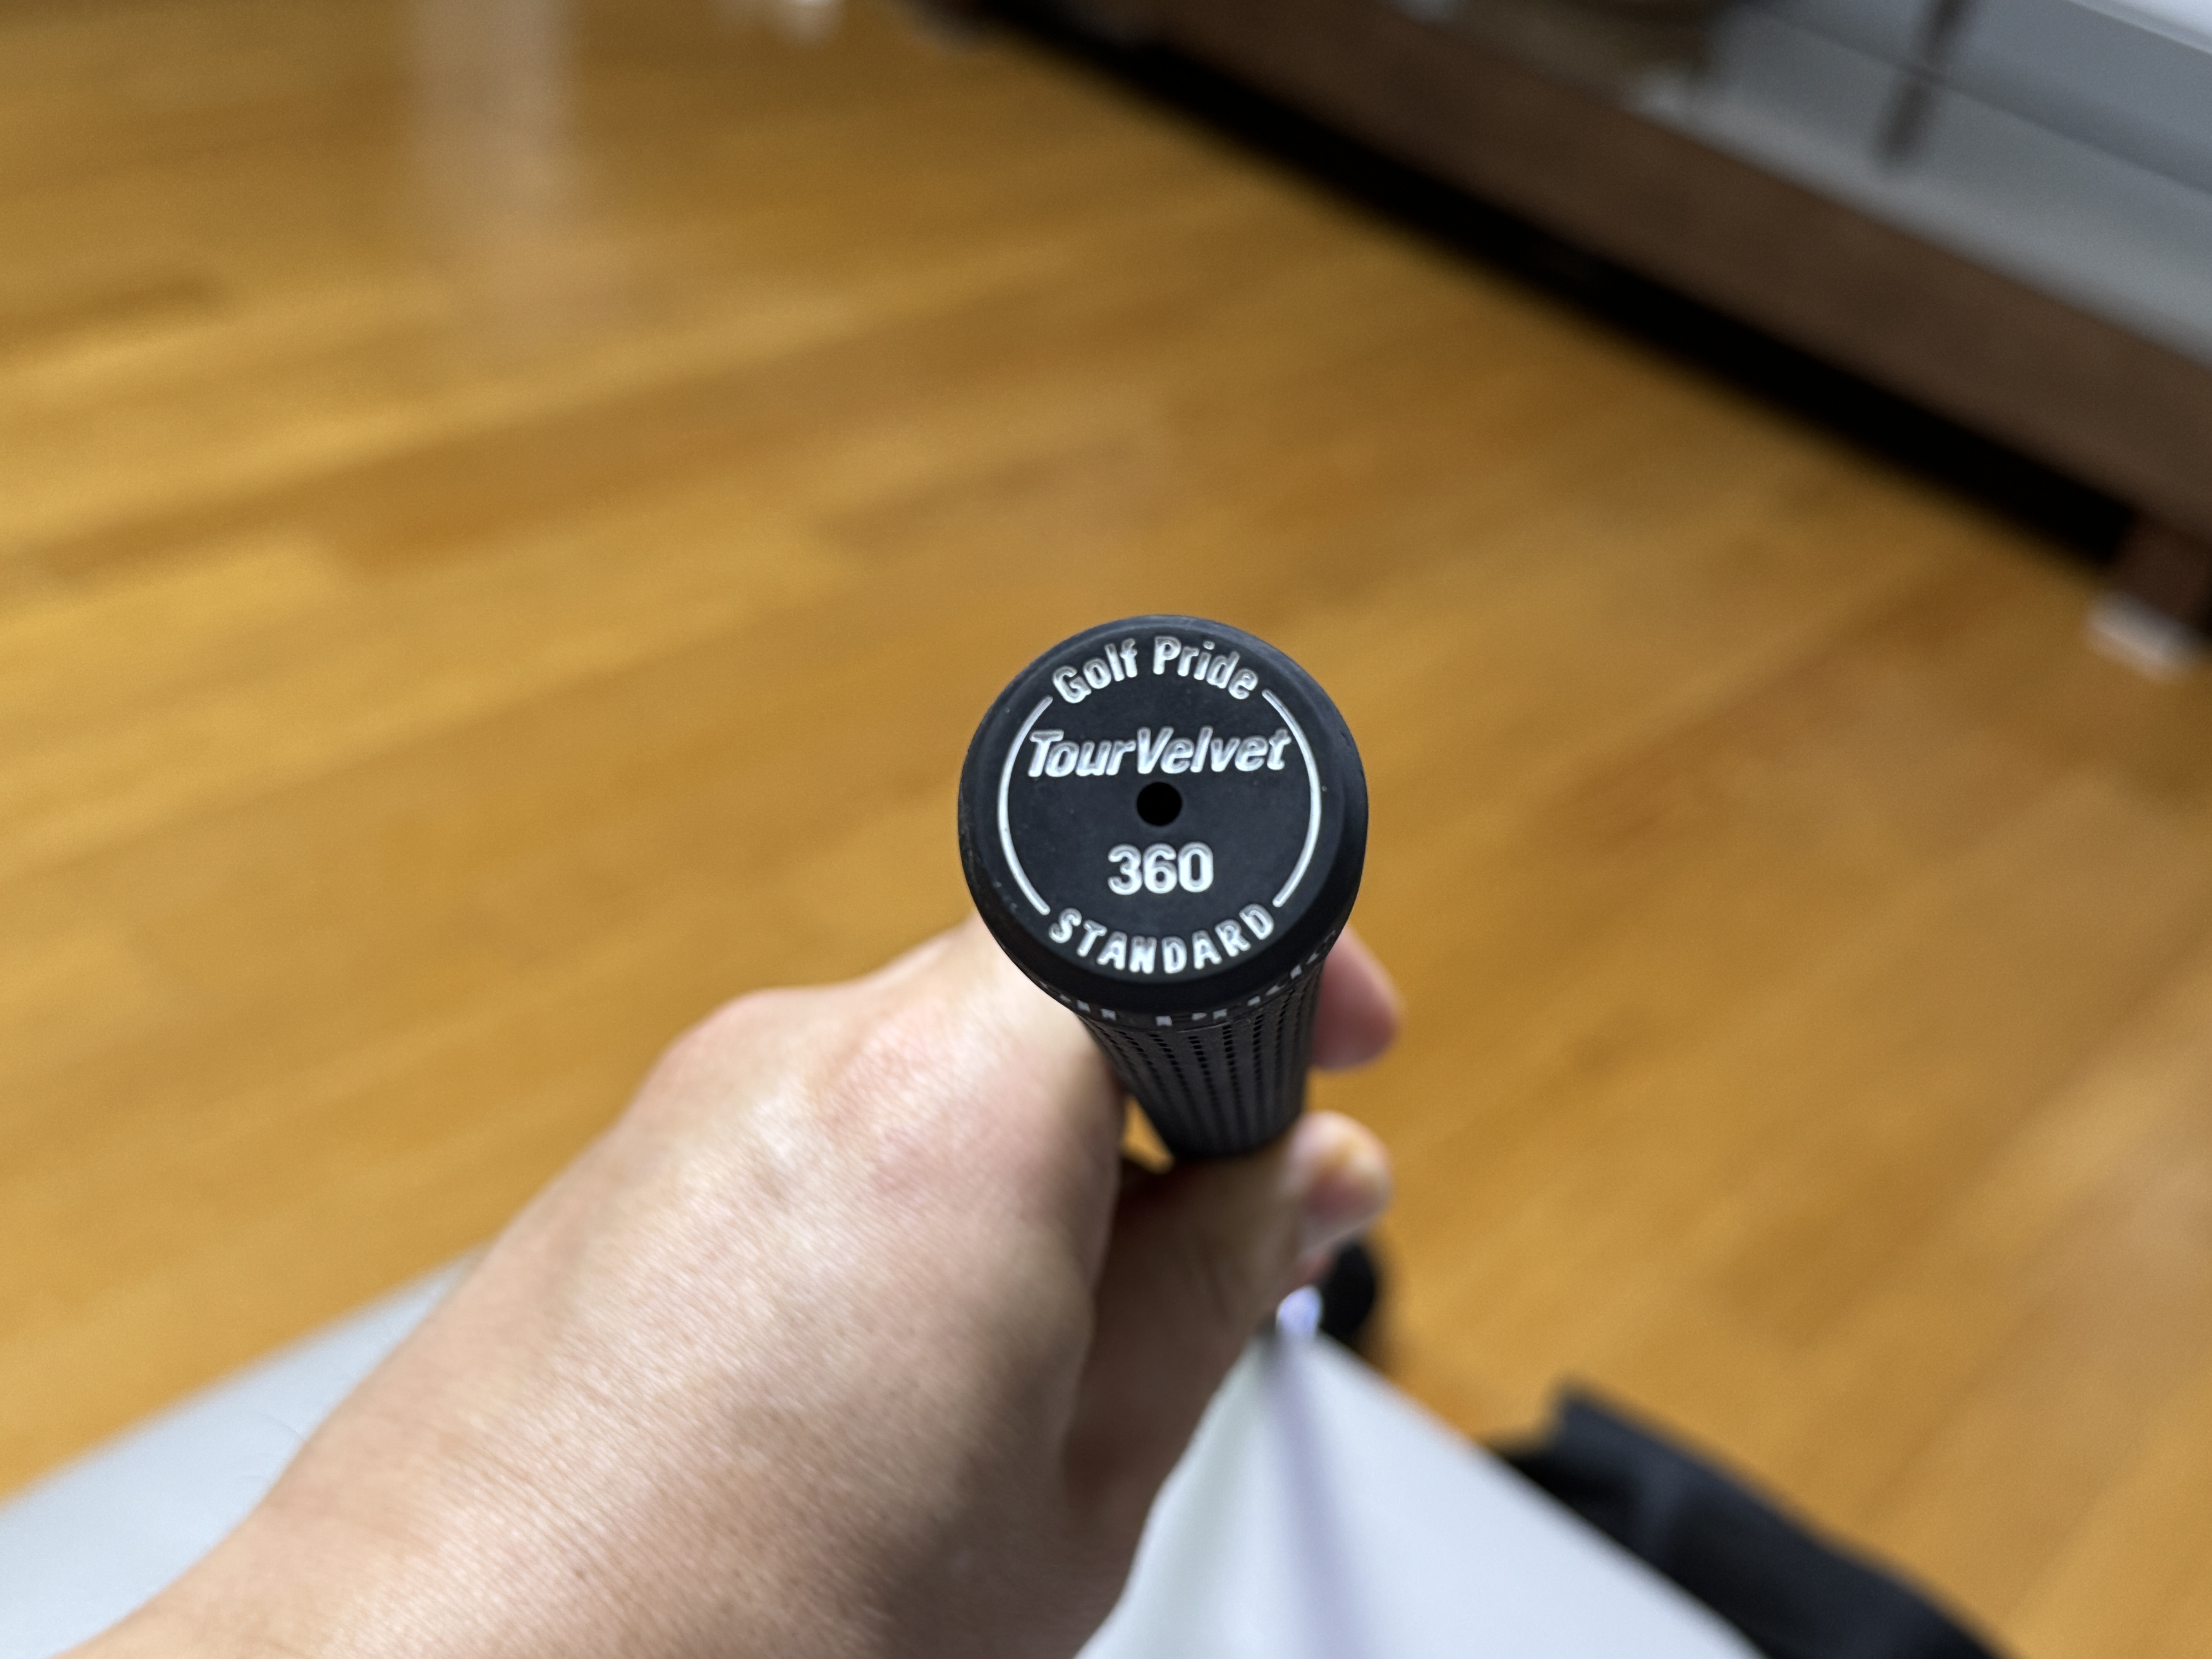 Golf Pride
TourVelvet
360
STANDARD